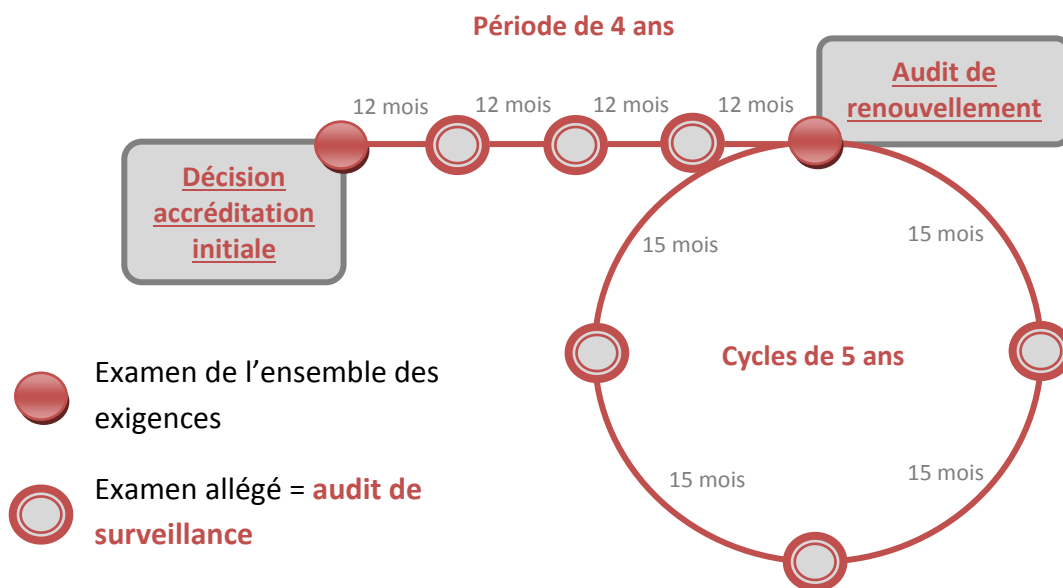 Période de 4 ans
Audit de
renouvellement
12 mois
12 mois
12 mois
12 mois
Décision
accréditation
initiale
15 mois
15 mois
Cycles de 5 ans
Examen de l’ensemble des
exigences
15 mois
15 mois
Examen allégé = audit de
surveillance